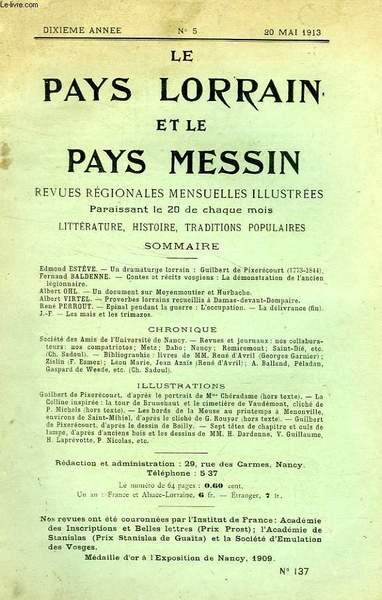 Le-livre.com
DIXIEME ANNEE N° 5 20 MAI 1913
LE
PAYS LORRAIN
ET LE
PAYS MESSIN
REVUES RÉGIONALES MENSUELLES ILLUSTRÉES
Paraissant le 20 de chaque mois
LITTÉRATURE, HISTOIRE, TRADITIONS POPULAIRES
SOMMAIRE
Edmond ESTÈVE. — Un dramaturge lorrain : Guilbert de Pixerécourt (1773-1844).
Fernand BALDENNE. — Contes et récits vosgiens : La démonstration de l'ancien
légionnaire.
Albert OHL. — Un document sur Moyenmoutier et Hurbache.
Albert VIRTEL. — Proverbes lorrains recueillis à Damas-devant-Dompaire.
René PERROUT. — Epinal pendant la guerre : L'occupation. — La délivrance (fin).
J.-F. — Les mais et les trimazos.
CHRONIQUE
Société des Amis de l'Université de Nancy. — Revues et journaux : nos collabora-
teurs : nos compatriotes ; Metz ; Dabo ; Nancy ; Remiremont ; Saint-Dié, etc.
(Ch. Sadoul). — Bibliographie : livres de MM. René d'Avril (Georges Garnier) ;
Zislin (F. Esmez) ; Léon Marie, Jean Azais (René d'Avril) ; A. Balland, Péladan,
Gaspard de Weede, etc. (Ch. Sadoul).
ILLUSTRATIONS
Guilbert de Pixerécourt, d'après le portrait de Mme Chéradame (hors texte). — La
Colline inspirée : la tour de Brunehaut et le cimetière de Vaudémont, cliché de
P. Michels (hors texte). — Les bords de la Meuse au printemps à Menonville,
environs de Saint-Mihiel, d'après le cliché de G. Rouyer (hors texte). — Guilbert
de Pixerécourt, d'après le dessin de Boilly. — Sept têtes de chapitre et culs de
lampe, d'après d'anciens bois et les dessins de MM. H. Dardenne, V. Guillaume,
H. Laprévotte, P. Nicolas, etc.
Rédaction et administration : 29, rue des Carmes, Nancy.
Téléphone : 5 37
Le numéro de 64 pages : 0.60 cent.
Un an : France et Alsace-Lorraine, 6 fr. — Étranger, 7 fr.
Nos revues ont été couronnées par l'Institut de France : Académie
des Inscriptions et Belles lettres (Prix Prost) ; l'Académie de
Stanislas (Prix Stanislas de Guaita) et la Société d'Emulation
des Vosges.
Médaille d'or à l'Exposition de Nancy, 1909.
N° 137